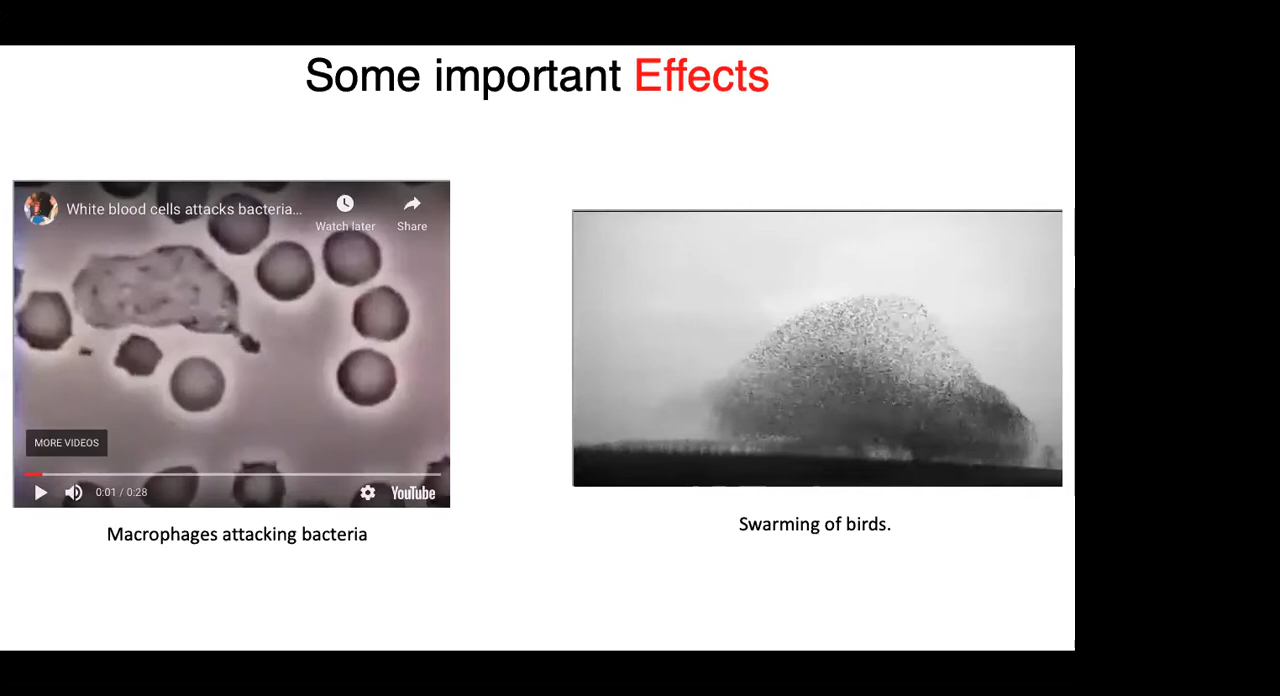 Some important Effects
White blood cells attacks bacteria...
Watch later
Share
MORE VIDEOS
0:01 / 0:28
YouTube
Macrophages attacking bacteria
Swarming of birds.